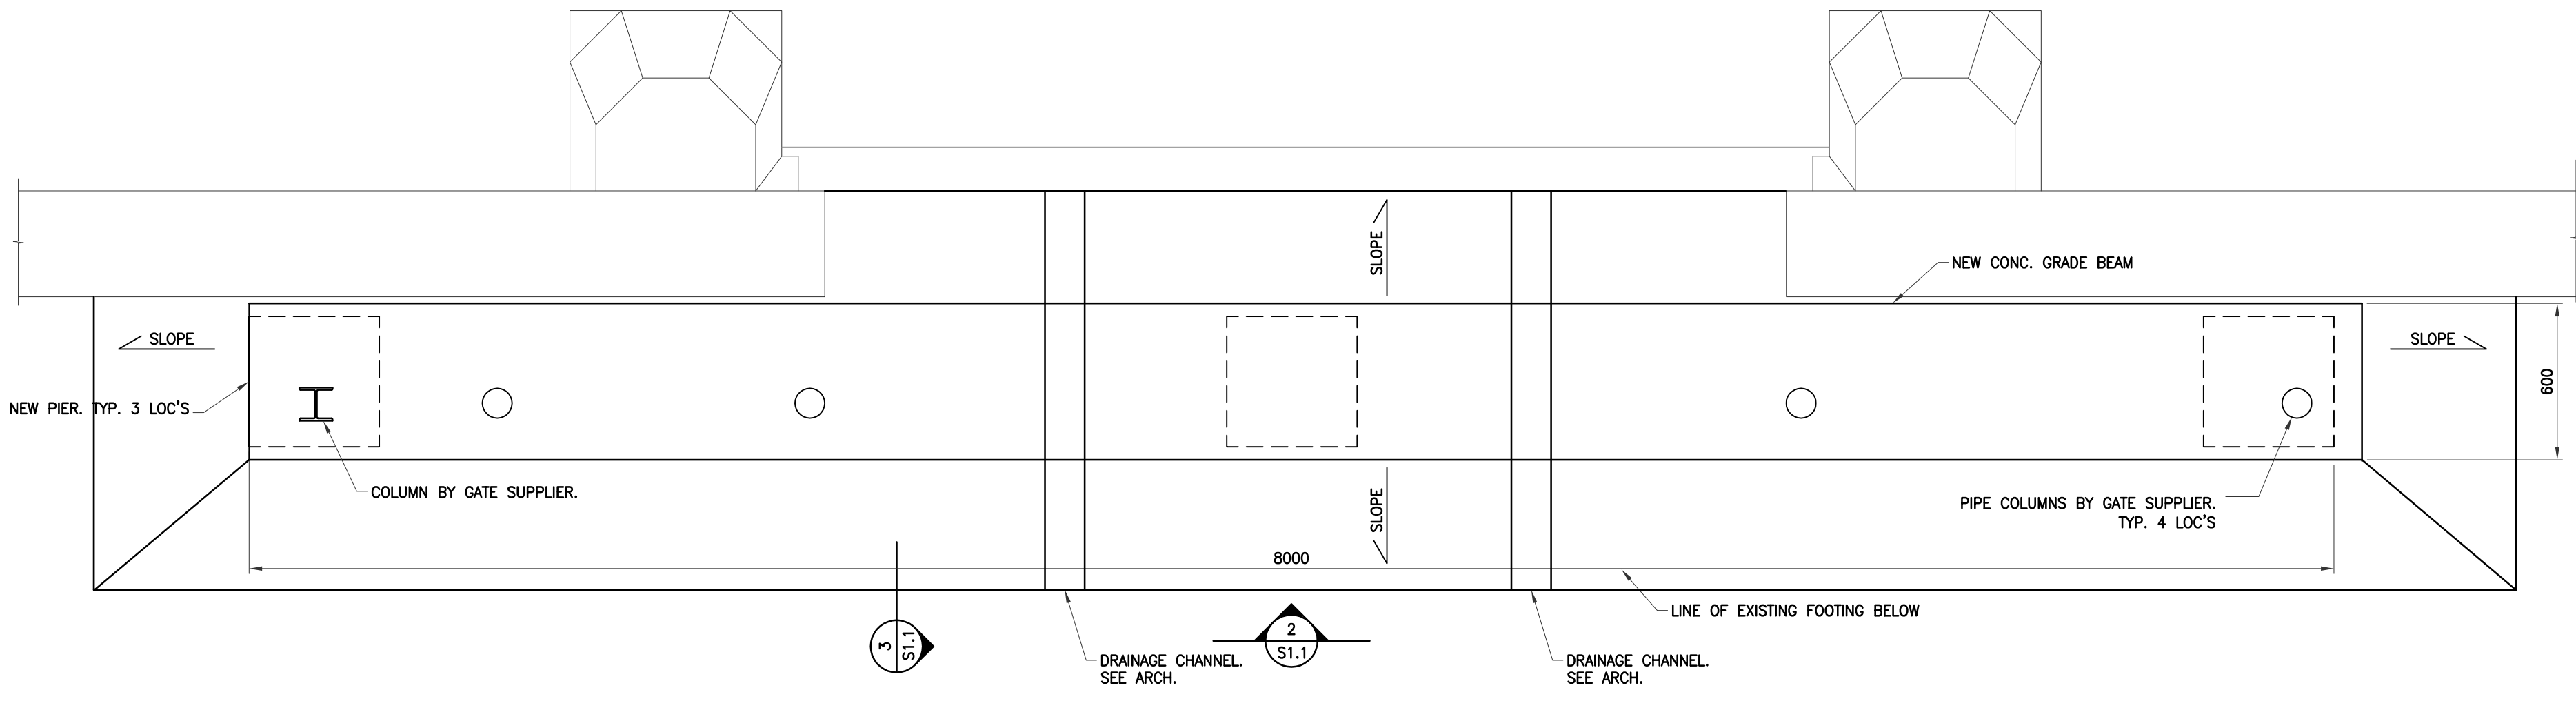 SLOPE
NEW CONC. GRADE BEAM
SLOPE
SLOPE
600
NEW PIER. TYP. 3 LOC'S
COLUMN BY GATE SUPPLIER.
SLOPE
PIPE COLUMNS BY GATE SUPPLIER.
TYP. 4 LOC'S
8000
LINE OF EXISTING FOOTING BELOW
3
S1.1
2
S1.1
DRAINAGE CHANNEL.
SEE ARCH.
DRAINAGE CHANNEL.
SEE ARCH.